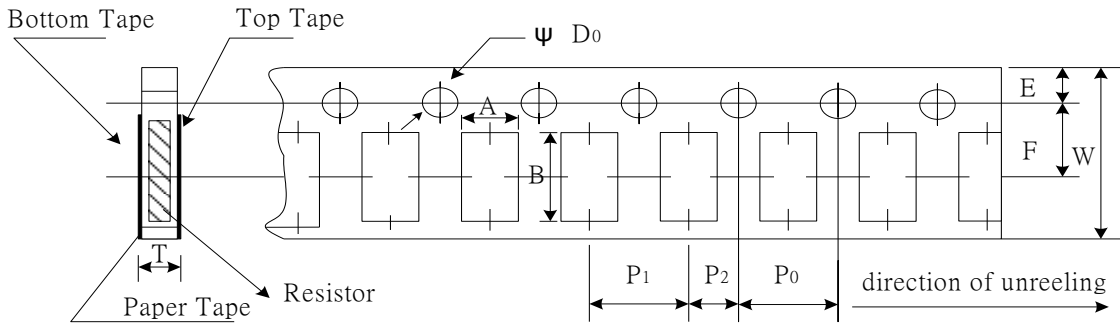 Bottom Tape
Top Tape
ψ D0
E
A
F
W
B
T
P1
P2
P0
direction of unreeling
Resistor
Paper Tape